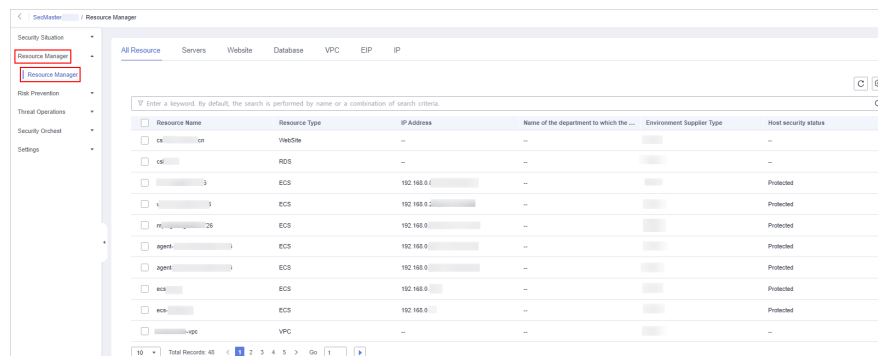 SecMaster / Resource Manager
Security Situation
Resource Manager
Resource Manager
Risk Prevention
Threat Operations
Security Orchest
Settings
All Resource Servers Website Database VPC EIP IP
Enter a keyword. By default, the search is performed by name or a combination of search criteria.
Resource Name Resource Type IP Address Name of the department to which the ... Environment Supplier Type Host security status
cn WebSite -- -- --
RDS -- -- --
ECS 192.168.0. -- Protected
ECS 192.168.0.2 -- Protected
26 ECS 192.168.0. -- Protected
agent- ECS 192.168.0. -- Protected
agent ECS 192.168.0. -- Protected
ecs ECS 192.168.0. -- Protected
ecs- ECS 192.168.0 -- Protected
-vpc VPC -- -- --
10 Total Records: 48 < 1 2 3 4 5 > Go 1